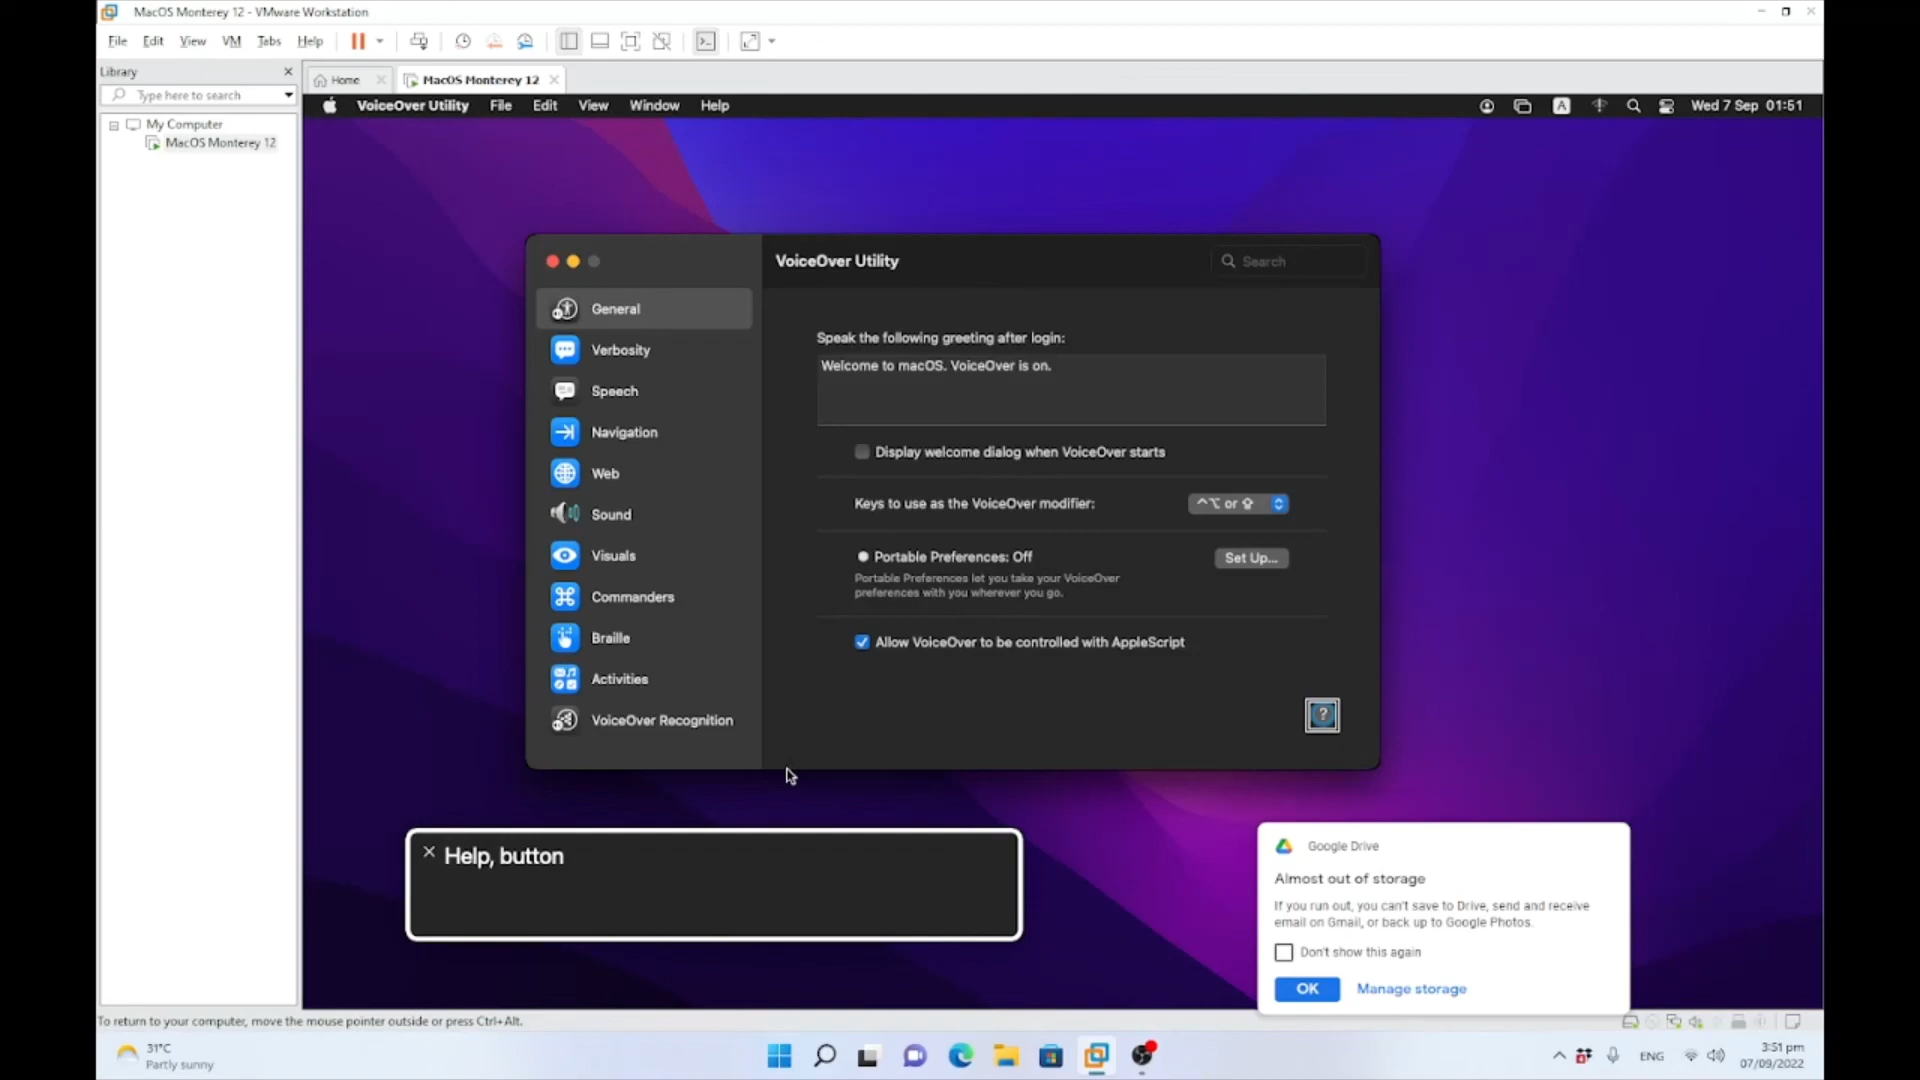 MacOS Monterey 12 - VMware Workstation
File Edit View VM Tabs Help
Library
Type here to search
My Computer
MacOS Monterey 12
Home
MacOS Monterey 12
VoiceOver Utility File Edit View Window Help
A
Wed 7 Sep 01:51
VoiceOver Utility
Search
General
Verbosity
Speech
Navigation
Web
Sound
Visuals
Commanders
Braille
Activities
VoiceOver Recognition
Speak the following greeting after login:
Welcome to macOS. VoiceOver is on.
Display welcome dialog when VoiceOver starts
Keys to use as the VoiceOver modifier:
^⌥ or ⇪
Portable Preferences: Off
Set Up...
Portable Preferences let you take your VoiceOver
preferences with you wherever you go.
Allow VoiceOver to be controlled with AppleScript
?
Help, button
Google Drive
Almost out of storage
If you run out, you can't save to Drive, send and receive
email on Gmail, or back up to Google Photos.
Don't show this again
OK
Manage storage
To return to your computer, move the mouse pointer outside or press Ctrl+Alt.
31°C
Partly sunny
ENG
3:51 pm
07/09/2022